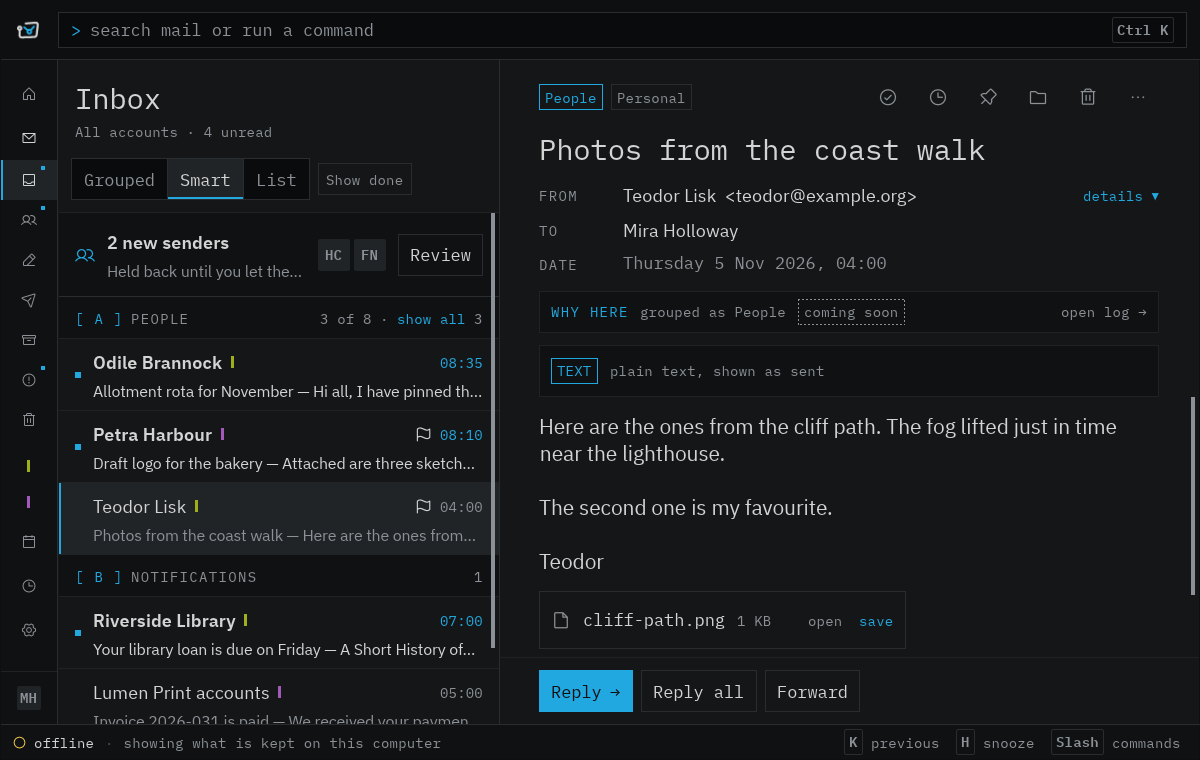 > search mail or run a command Ctrl K
Inbox
All accounts · 4 unread
Grouped Smart List Show done
2 new senders
Held back until you let the...
HC FN Review
[ A ] PEOPLE 3 of 8 · show all 3
Odile Brannock 08:35
Allotment rota for November — Hi all, I have pinned th...
Petra Harbour 08:10
Draft logo for the bakery — Attached are three sketch...
Teodor Lisk 04:00
Photos from the coast walk — Here are the ones from...
[ B ] NOTIFICATIONS 1
Riverside Library 07:00
Your library loan is due on Friday — A Short History of...
Lumen Print accounts 05:00
Invoice 2026-031 is paid — We received your paymen
MH
People Personal ...
Photos from the coast walk
FROM Teodor Lisk <teodor@example.org> details ▼
TO Mira Holloway
DATE Thursday 5 Nov 2026, 04:00
WHY HERE grouped as People coming soon open log →
TEXT plain text, shown as sent
Here are the ones from the cliff path. The fog lifted just in time
near the lighthouse.
The second one is my favourite.
Teodor
cliff-path.png 1 KB open save
Reply → Reply all Forward
offline · showing what is kept on this computer K previous H snooze Slash commands